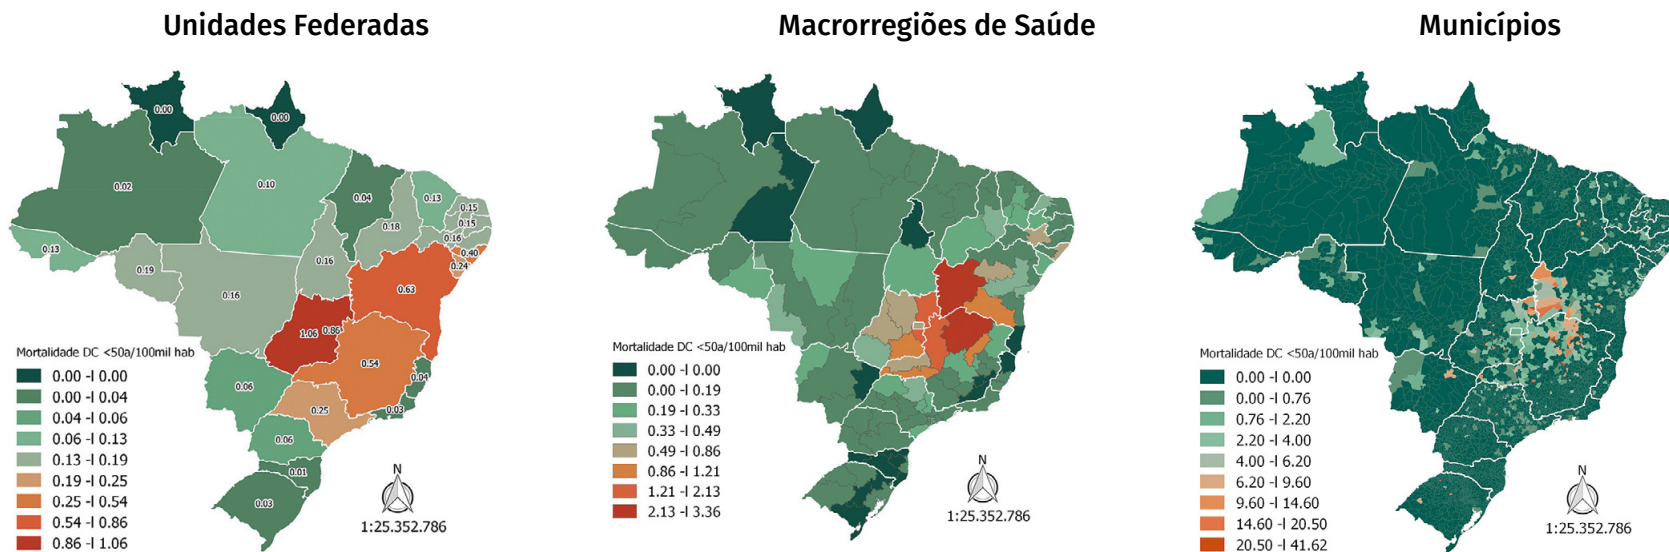 Unidades Federadas
Macrorregiões de Saúde
Municípios
0.00
0.00
0.02
0.10
0.04
0.13
0.15
0.15
0.16
0.18
0.40
0.24
0.13
0.19
0.16
0.16
0.63
1.06
0.86
0.54
0.04
0.03
0.06
0.25
0.06
0.01
0.03
Mortalidade DC <50a/100mil hab
0.00 -I 0.00
0.00 -I 0.04
0.04 -I 0.06
0.06 -I 0.13
0.13 -I 0.19
0.19 -I 0.25
0.25 -I 0.54
0.54 -I 0.86
0.86 -I 1.06
N
1:25.352.786
Mortalidade DC <50a/100mil hab
0.00 -I 0.00
0.00 -I 0.19
0.19 -I 0.33
0.33 -I 0.49
0.49 -I 0.86
0.86 -I 1.21
1.21 -I 2.13
2.13 -I 3.36
N
1:25.352.786
Mortalidade DC <50a/100mil hab
0.00 -I 0.00
0.00 -I 0.76
0.76 -I 2.20
2.20 -I 4.00
4.00 -I 6.20
6.20 -I 9.60
9.60 -I 14.60
14.60 -I 20.50
20.50 -I 41.62
N
1:25.352.786